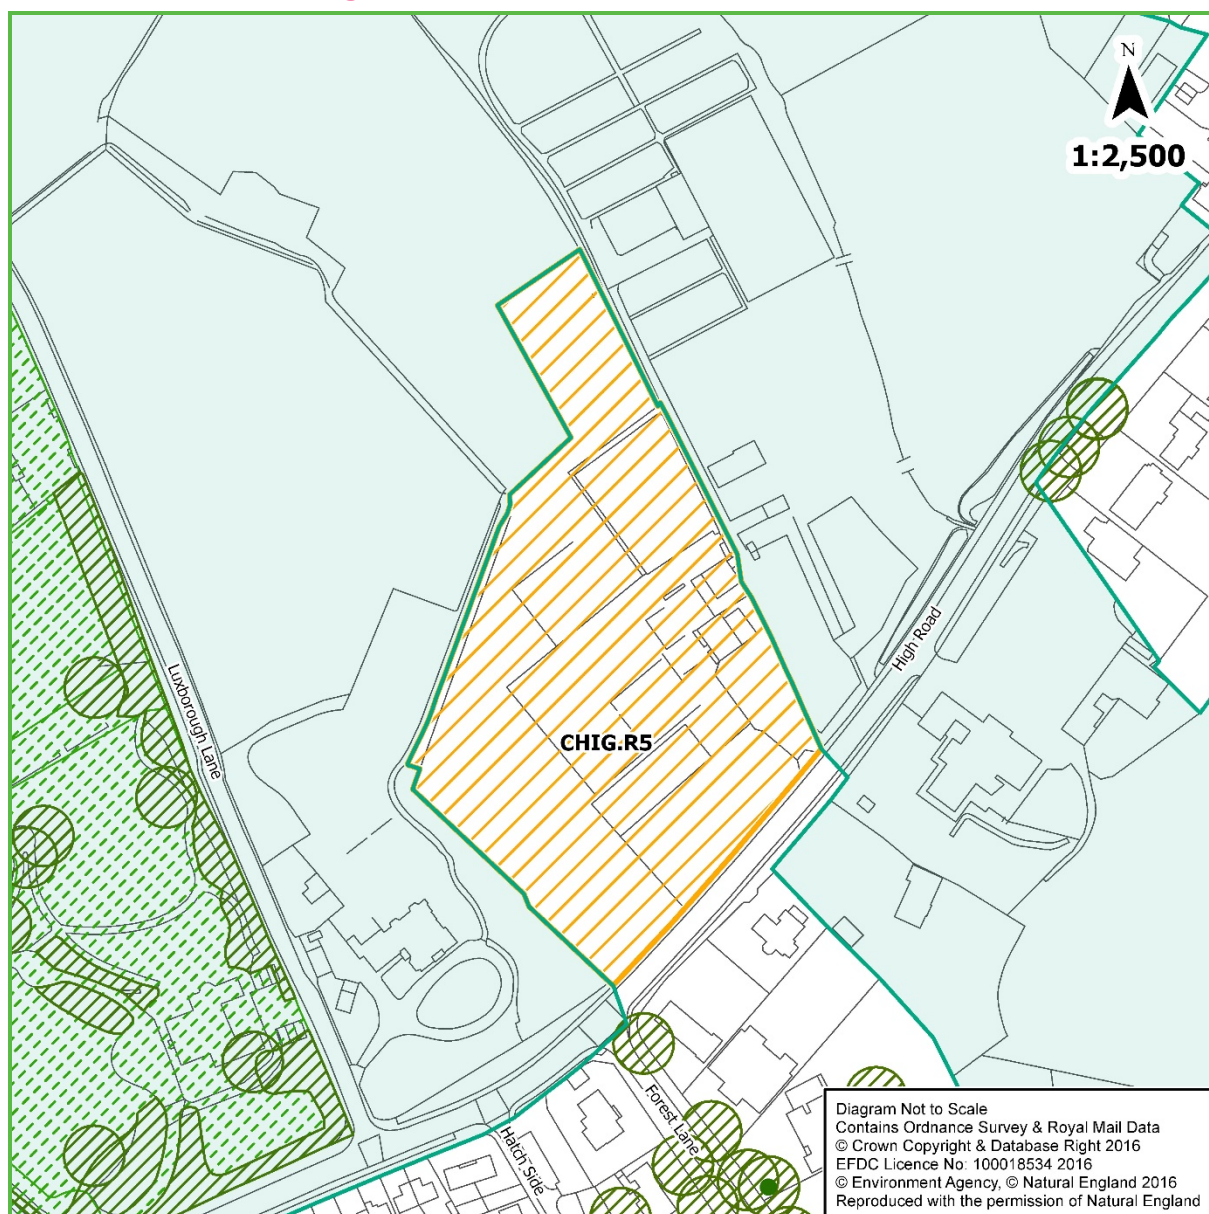 N
1:2,500
High Road
Luxborough Lane
CHIG.R5
Forest Lane
Hatch Side
Diagram Not to Scale
Contains Ordnance Survey & Royal Mail Data
© Crown Copyright & Database Right 2016
EFDC Licence No: 100018534 2016
© Environment Agency, © Natural England 2016
Reproduced with the permission of Natural England